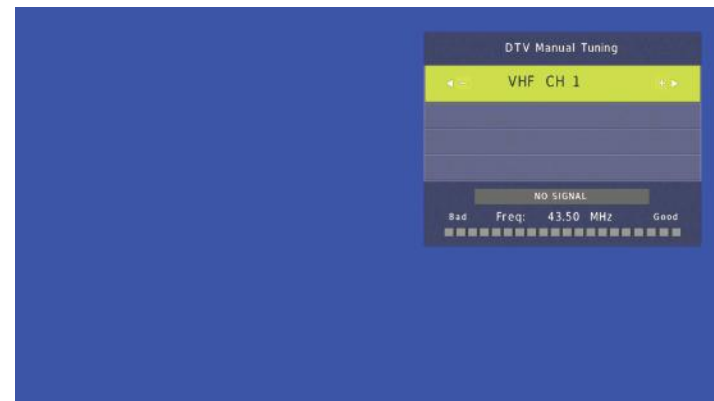 DTV Manual Tuning
◄ − VHF CH 1 + ►
NO SIGNAL
Bad Freq: 43.50 MHz Good